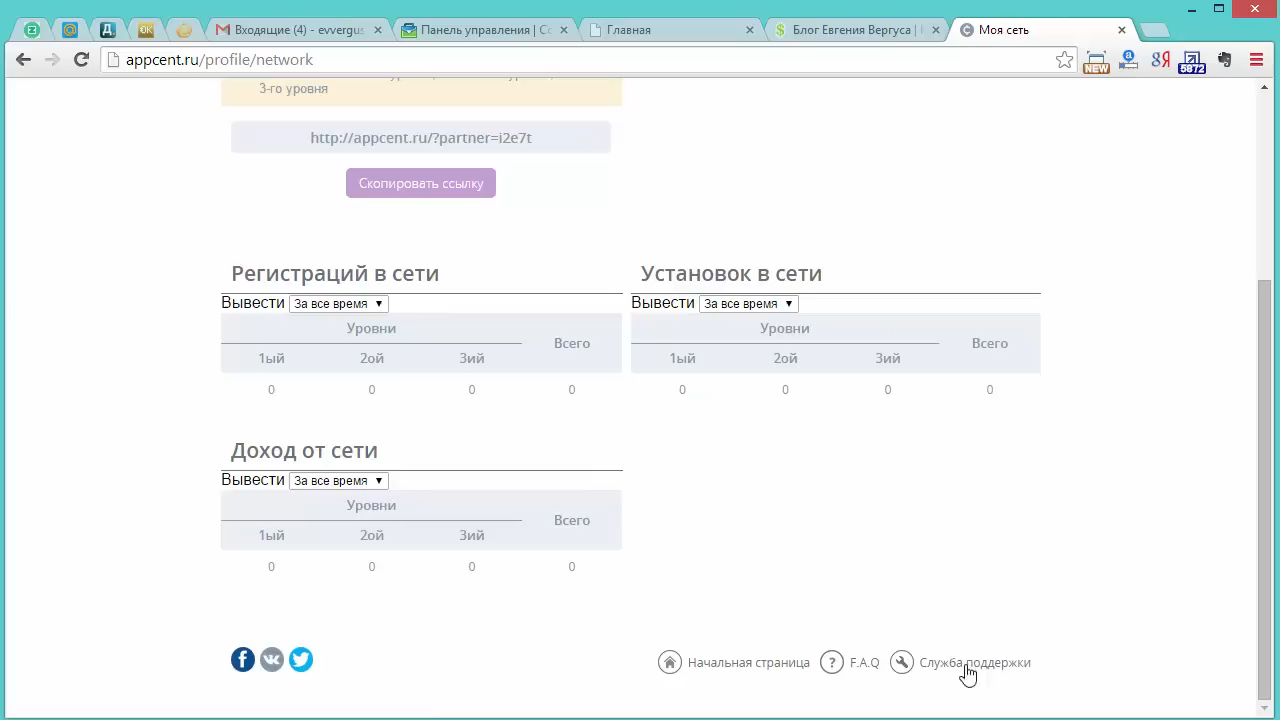 Входящие (4) - evvergus
Панель управления | Co
Главная
Блог Евгения Вергуса |
Моя сеть
appcent.ru/profile/network
NEW
a
gЯ
5872
3-го уровня
http://appcent.ru/?partner=i2e7t
Скопировать ссылку
Регистраций в сети
Вывести За все время
Уровни
Всего
1ый 2ой 3ий
0 0 0 0
Установок в сети
Вывести За все время
Уровни
Всего
1ый 2ой 3ий
0 0 0 0
Доход от сети
Вывести За все время
Уровни
Всего
1ый 2ой 3ий
0 0 0 0
Начальная страница
F.A.Q
Служба поддержки